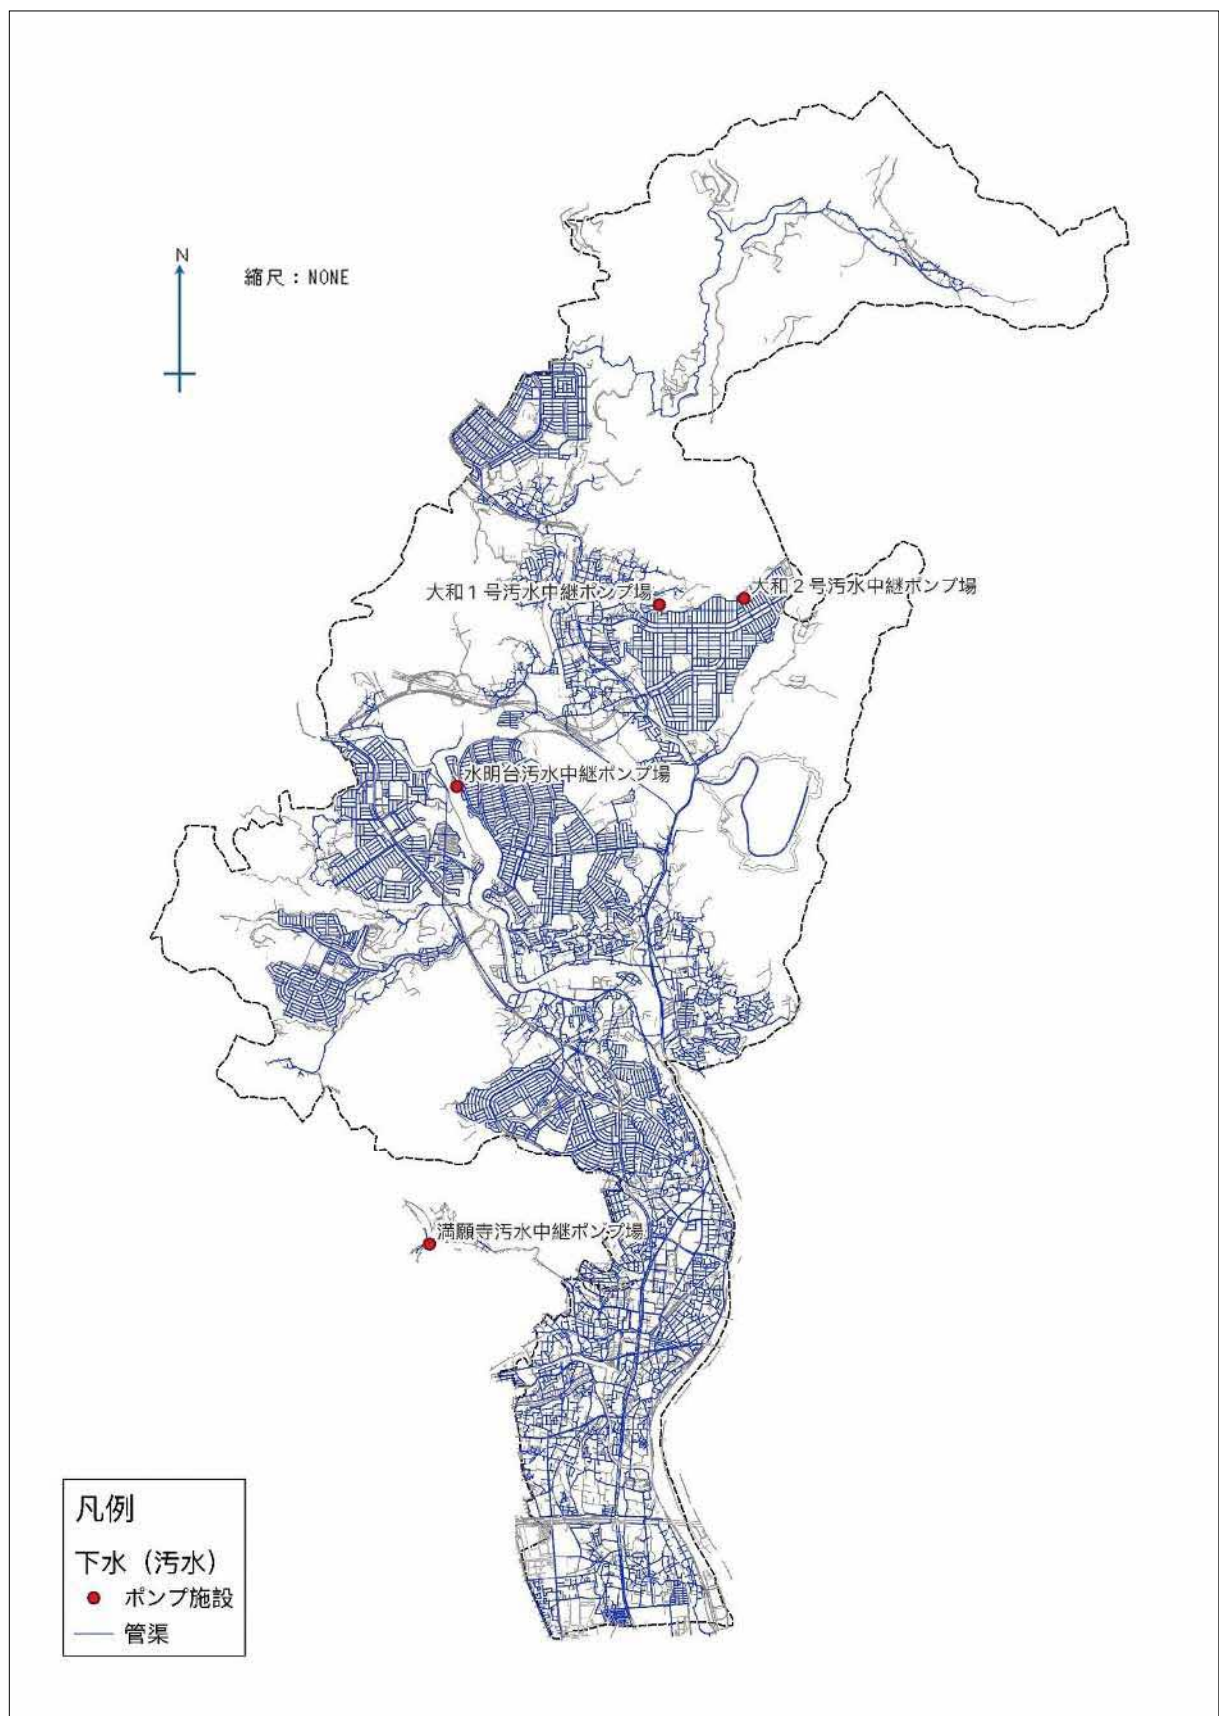 N
縮尺：NONE
大和１号汚水中継ポンプ場
大和２号汚水中継ポンプ場
水明台汚水中継ポンプ場
満願寺汚水中継ポンプ場
凡例
下水（汚水）
ポンプ施設
管渠